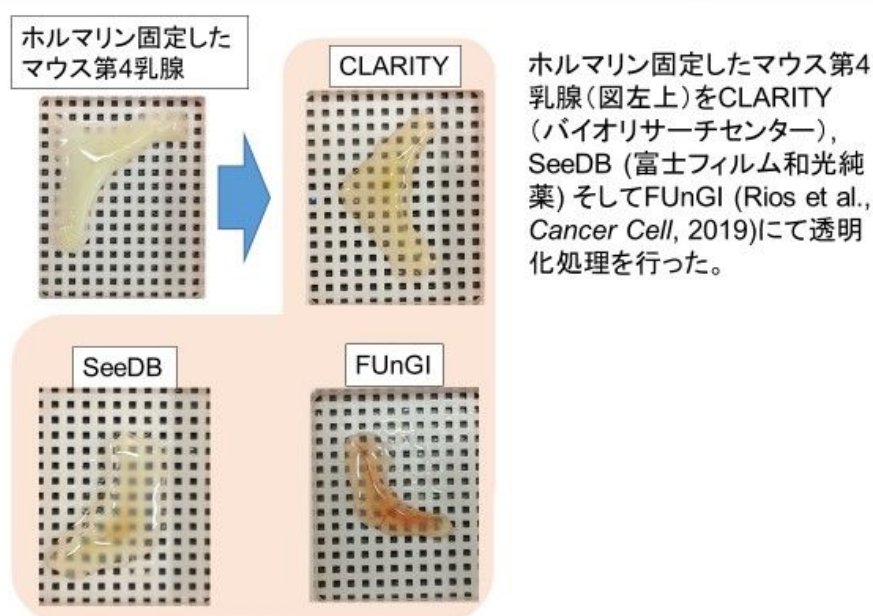 ホルマリン固定した
マウス第4乳腺
CLARITY
SeeDB
FUnGI
ホルマリン固定したマウス第4
乳腺(図左上)をCLARITY
(バイオリサーチセンター),
SeeDB (富士フィルム和光純
薬) そしてFUnGI (Rios et al.,
Cancer Cell, 2019)にて透明
化処理を行った。